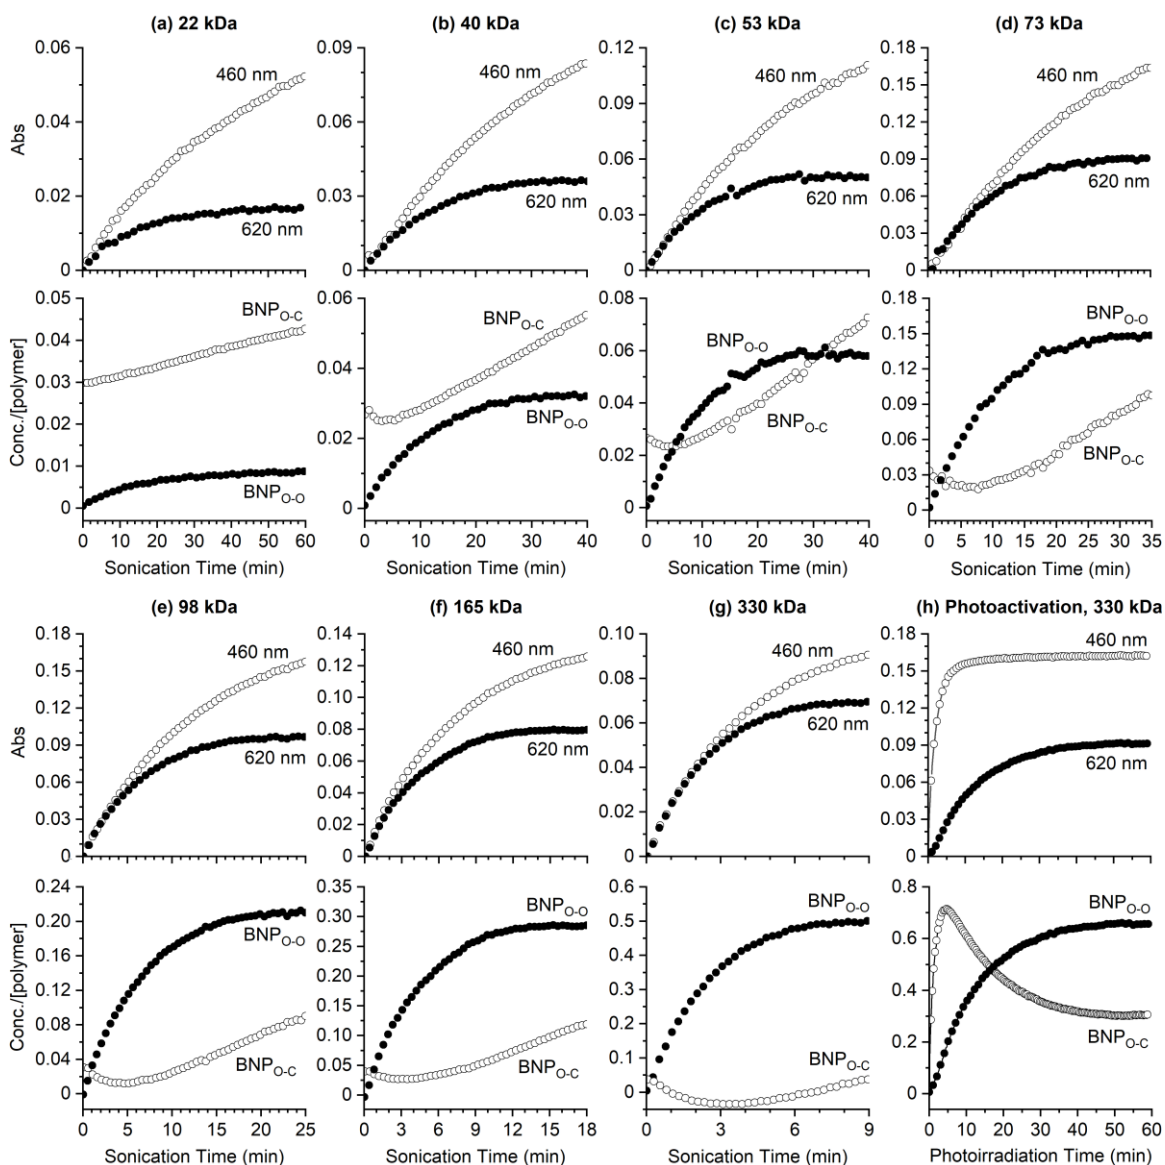 (a) 22 kDa (b) 40 kDa (c) 53 kDa (d) 73 kDa
0.06 0.09 0.12 0.18
460 nm 460 nm 460 nm 460 nm
0.15
0.09
0.04 0.06 0.12
Abs
0.06 0.09
0.02 0.03 0.06
620 nm 620 nm 0.03 620 nm 620 nm
0.03
0 0 0 0
0.05 0.06 0.08 0.18
BNPO-C BNPO-C BNPO-O BNPO-O
0.04 0.15
0.06
0.04 0.12
0.03
Conc./[polymer]
0.04 0.09
0.02 BNPO-O BNPO-C
0.02 0.06
0.01 0.02 BNPO-C
BNPO-O 0.03
0 0 0 0
0 10 20 30 40 50 60 0 10 20 30 40 0 10 20 30 40 0 5 10 15 20 25 30 35
Sonication Time (min) Sonication Time (min) Sonication Time (min) Sonication Time (min)
(e) 98 kDa (f) 165 kDa (g) 330 kDa (h) Photoactivation, 330 kDa
0.18 0.14 0.10 0.18
460 nm 460 nm 460 nm 460 nm
0.15 0.12 0.08 0.15
0.12 0.10 0.12
0.08 0.06
Abs
0.09 0.09
620 nm 0.06 620 nm 0.04 620 nm 620 nm
0.06 0.04 0.06
0.03 0.02 0.02 0.03
0 0 0 0
0.24 0.35 0.6 0.8
BNPO-O BNPO-O BNPO-O BNPO-O
0.20 0.30 0.5
0.16 0.25 0.4 0.6
Conc./[polymer]
0.20
0.12 0.3 0.4
0.15
0.08 0.10 0.2
BNPO-C BNPO-C BNPO-C BNPO-C
0.04 0.05 0.1 0.2
0 0 0 0
0 5 10 15 20 25 0 3 6 9 12 15 18 0 3 6 9 0 10 20 30 40 50 60
Sonication Time (min) Sonication Time (min) Sonication Time (min) Photoirradiation Time (min)